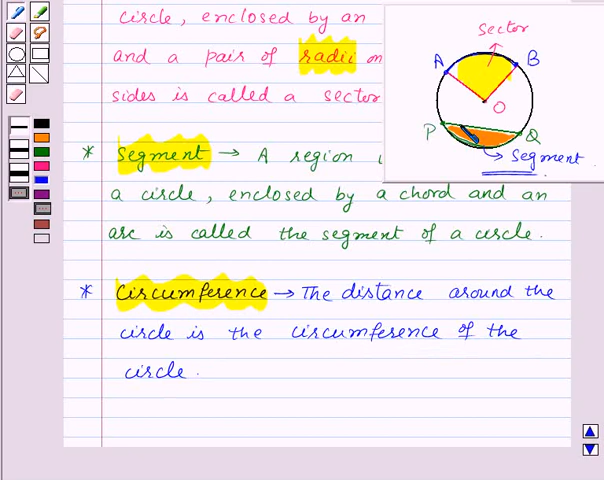 circle, enclosed by an
and a pair of radii on
sides is called a sector
* Segment → A region
a circle, enclosed by a chord and an
arc is called the segment of a circle.
* Circumference → The distance around the
circle is the circumference of the
circle.
Sector
A
B
O
P
Q
→ Segment